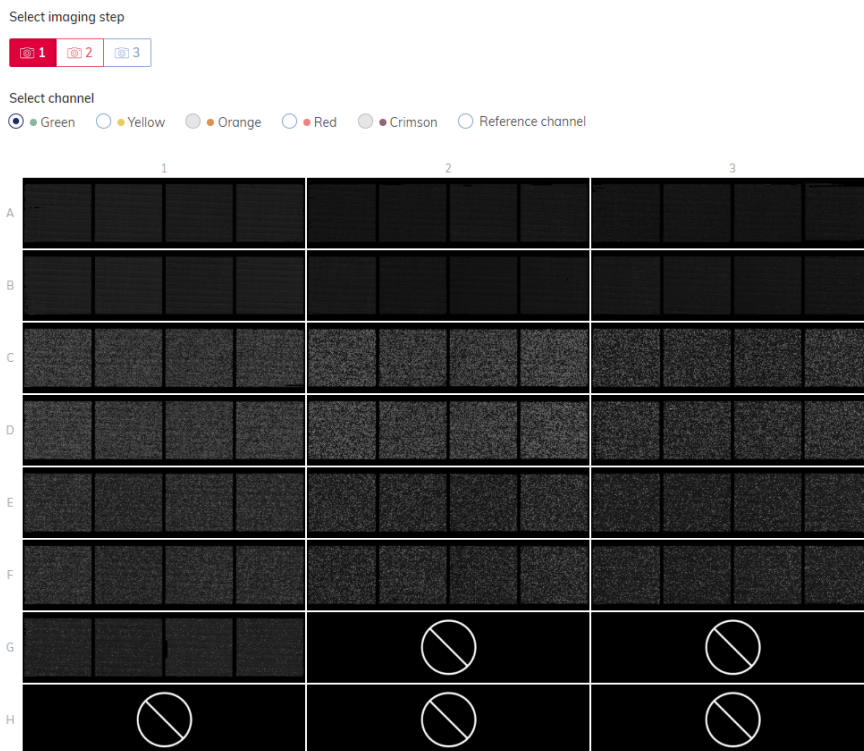 Select imaging step
1 2 3
Select channel
Green Yellow Orange Red Crimson Reference channel
1 2 3
A
B
C
D
E
F
G
H